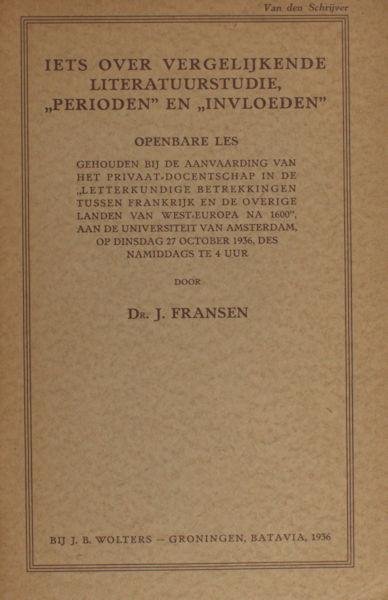 Van den Schrijver
IETS OVER VERGELIJKENDE
LITERATUURSTUDIE,
„PERIODEN” EN „INVLOEDEN”
OPENBARE LES
GEHOUDEN BIJ DE AANVAARDING VAN
HET PRIVAAT-DOCENTSCHAP IN DE
„LETTERKUNDIGE BETREKKINGEN
TUSSEN FRANKRIJK EN DE OVERIGE
LANDEN VAN WEST-EUROPA NA 1600”,
AAN DE UNIVERSITEIT VAN AMSTERDAM,
OP DINSDAG 27 OCTOBER 1936, DES
NAMIDDAGS TE 4 UUR
DOOR
DR. J. FRANSEN
BIJ J. B. WOLTERS — GRONINGEN, BATAVIA, 1936